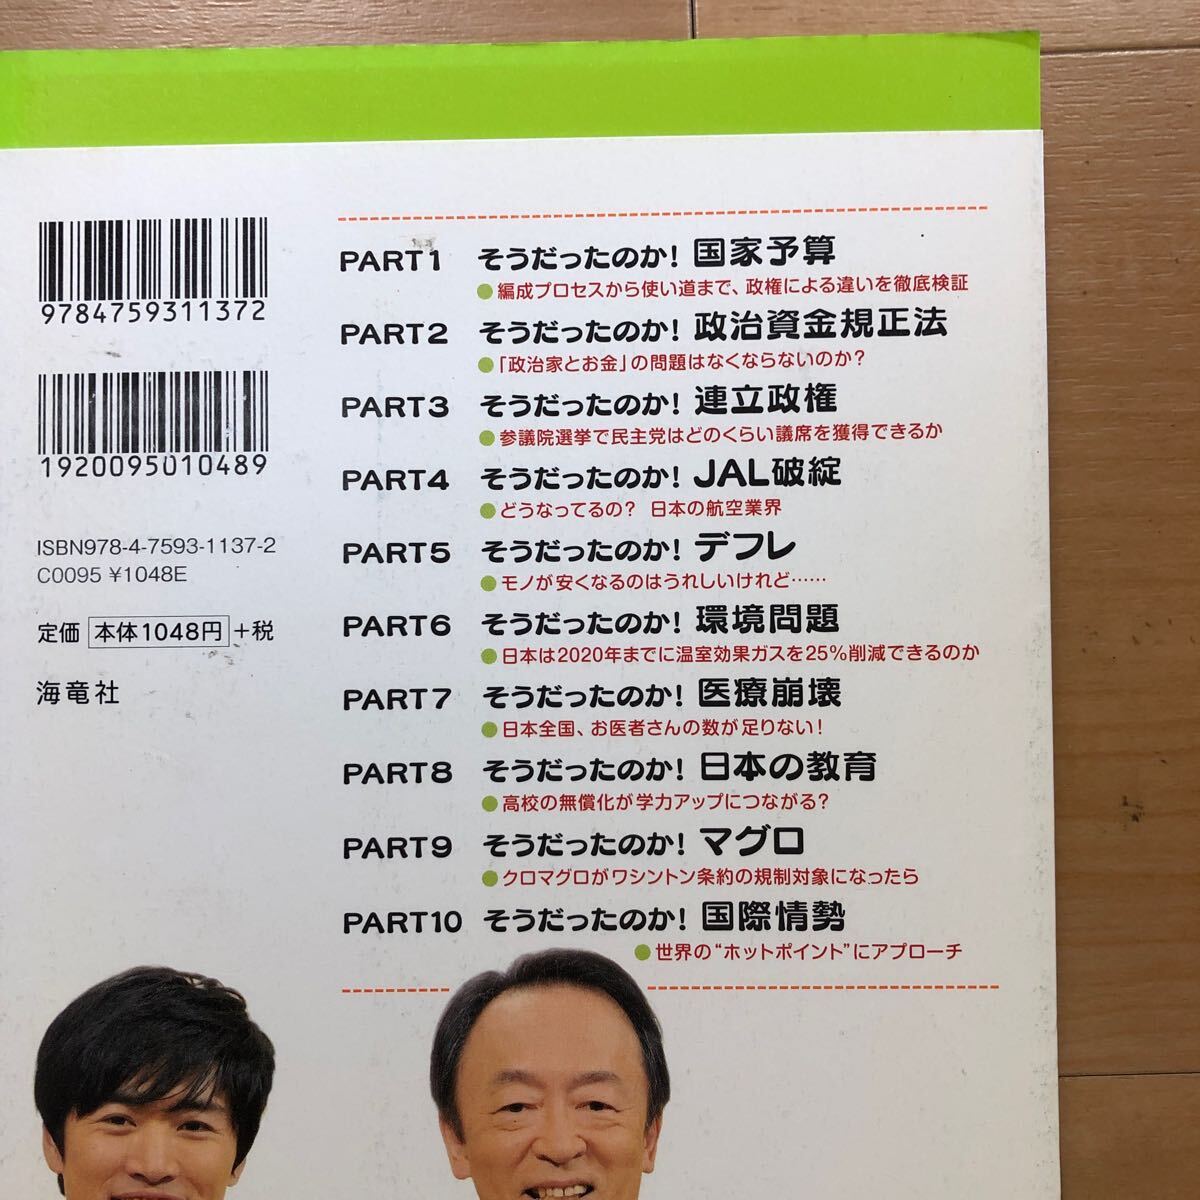 9784759311372
1920095010489
ISBN978-4-7593-1137-2
C0095 ¥1048E
定価 本体1048円 +税
海竜社
PART1 そうだったのか! 国家予算
●編成プロセスから使い道まで、政権による違いを徹底検証
PART2 そうだったのか! 政治資金規正法
●「政治家とお金」の問題はなくならないのか?
PART3 そうだったのか! 連立政権
●参議院選挙で民主党はどのくらい議席を獲得できるか
PART4 そうだったのか! JAL破綻
●どうなってるの? 日本の航空業界
PART5 そうだったのか! デフレ
●モノが安くなるのはうれしいけれど……
PART6 そうだったのか! 環境問題
●日本は2020年までに温室効果ガスを25%削減できるのか
PART7 そうだったのか! 医療崩壊
●日本全国、お医者さんの数が足りない!
PART8 そうだったのか! 日本の教育
●高校の無償化が学力アップにつながる?
PART9 そうだったのか! マグロ
●クロマグロがワシントン条約の規制対象になったら
PART10 そうだったのか! 国際情勢
●世界の“ホットポイント”にアプローチ